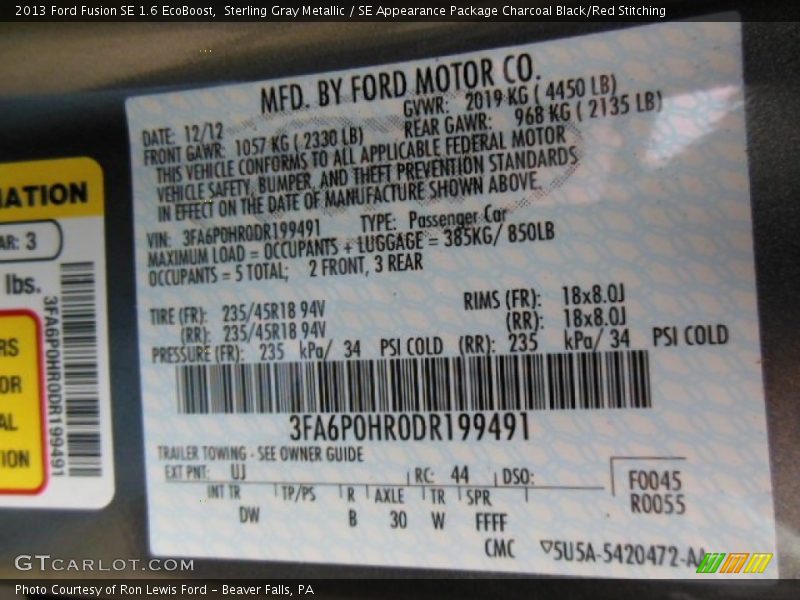 2013 Ford Fusion SE 1.6 EcoBoost,  Sterling Gray Metallic / SE Appearance Package Charcoal Black/Red Stitching
MFD. BY FORD MOTOR CO.
DATE: 12/12 GVWR: 2019 KG ( 4450 LB)
FRONT GAWR: 1057 KG ( 2330 LB) REAR GAWR: 968 KG ( 2135 LB)
THIS VEHICLE CONFORMS TO ALL APPLICABLE FEDERAL MOTOR
VEHICLE SAFETY, BUMPER, AND THEFT PREVENTION STANDARDS
IN EFFECT ON THE DATE OF MANUFACTURE SHOWN ABOVE.
VIN: 3FA6P0HR0DR199491 TYPE: Passenger Car
MAXIMUM LOAD = OCCUPANTS + LUGGAGE = 385KG/ 850LB
OCCUPANTS = 5 TOTAL; 2 FRONT, 3 REAR
TIRE (FR): 235/45R18 94V RIMS (FR): 18x8.0J
(RR): 235/45R18 94V (RR): 18x8.0J
PRESSURE (FR): 235 kPa/ 34 PSI COLD (RR): 235 kPa/ 34 PSI COLD
3FA6P0HR0DR199491
TRAILER TOWING - SEE OWNER GUIDE
EXT PNT: UJ RC: 44 DSO: F0045
R0055
INT TR TP/PS R AXLE TR SPR
DW B 30 W FFFF
CMC ▽5U5A-5420472-AA
MATION
AR: 3
lbs.
3FA6P0HR0DR199491
RS
OR
AL
ION
GTCARLOT.COM
Photo Courtesy of Ron Lewis Ford – Beaver Falls, PA